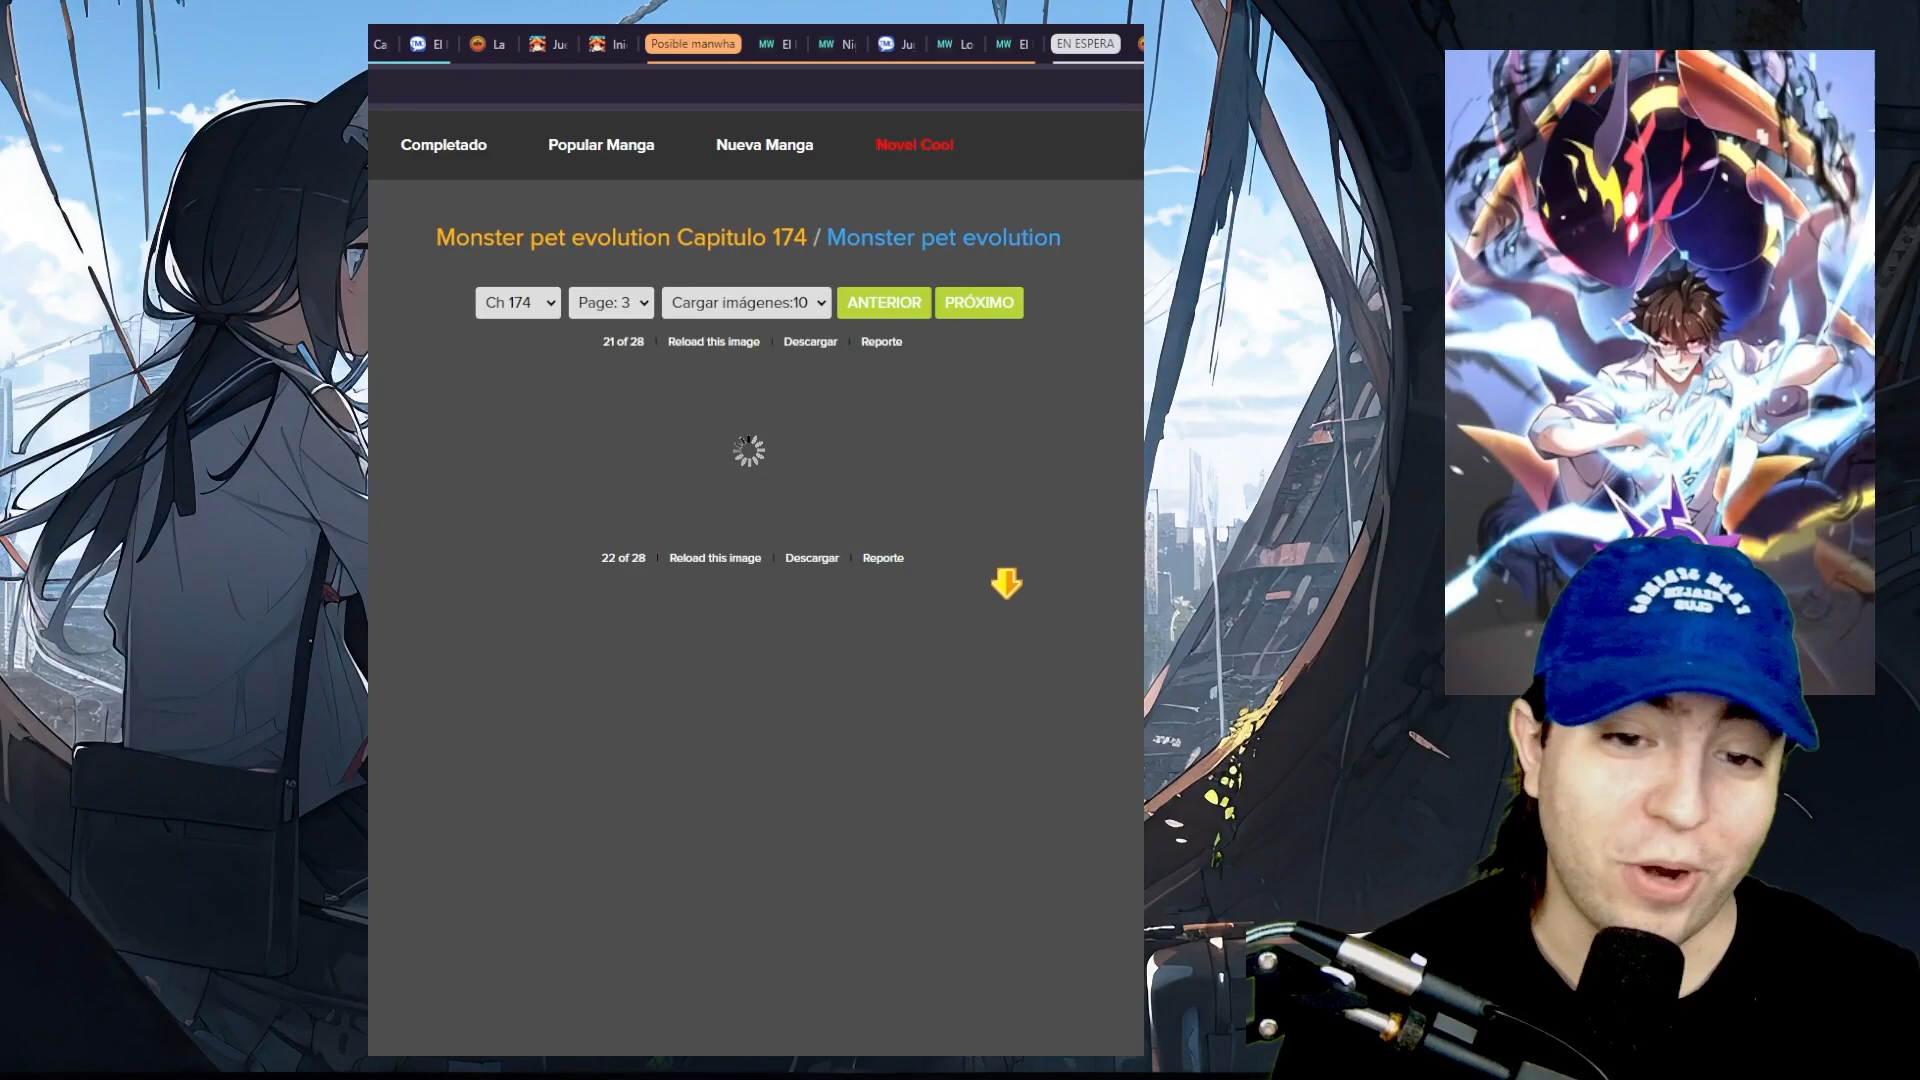 Ca El La Jue Ini Posible manwha MW El MW Ni Ju MW Lo MW El EN ESPERA
Completado Popular Manga Nueva Manga Novel Cool
Monster pet evolution Capitulo 174 / Monster pet evolution
Ch 174 Page: 3 Cargar imágenes:10 ANTERIOR PRÓXIMO
21 of 28 Reload this image Descargar Reporte
22 of 28 Reload this image Descargar Reporte